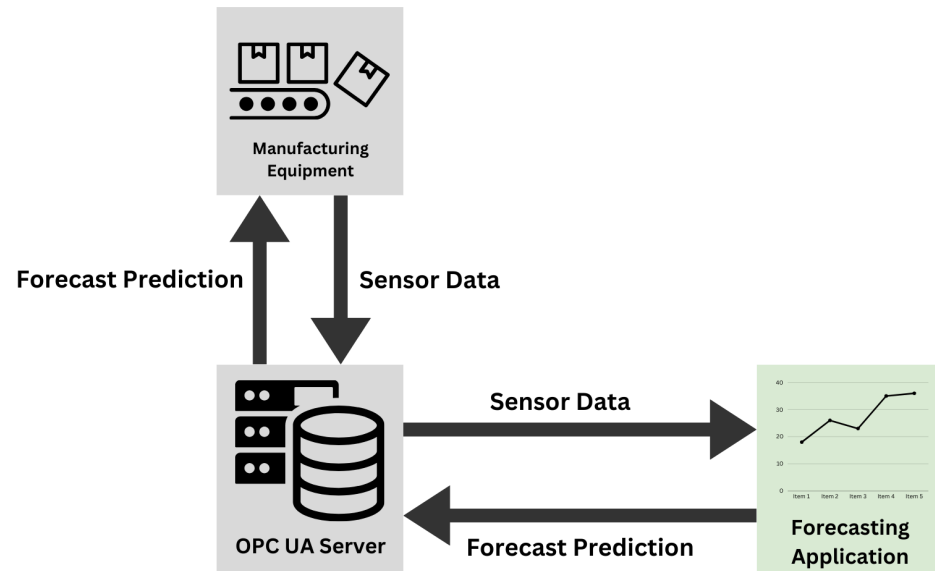 Manufacturing
Equipment
Forecast Prediction
Sensor Data
Sensor Data
40
30
20
10
0
Item 1 Item 2 Item 3 Item 4 Item 5
Forecasting
Application
OPC UA Server
Forecast Prediction